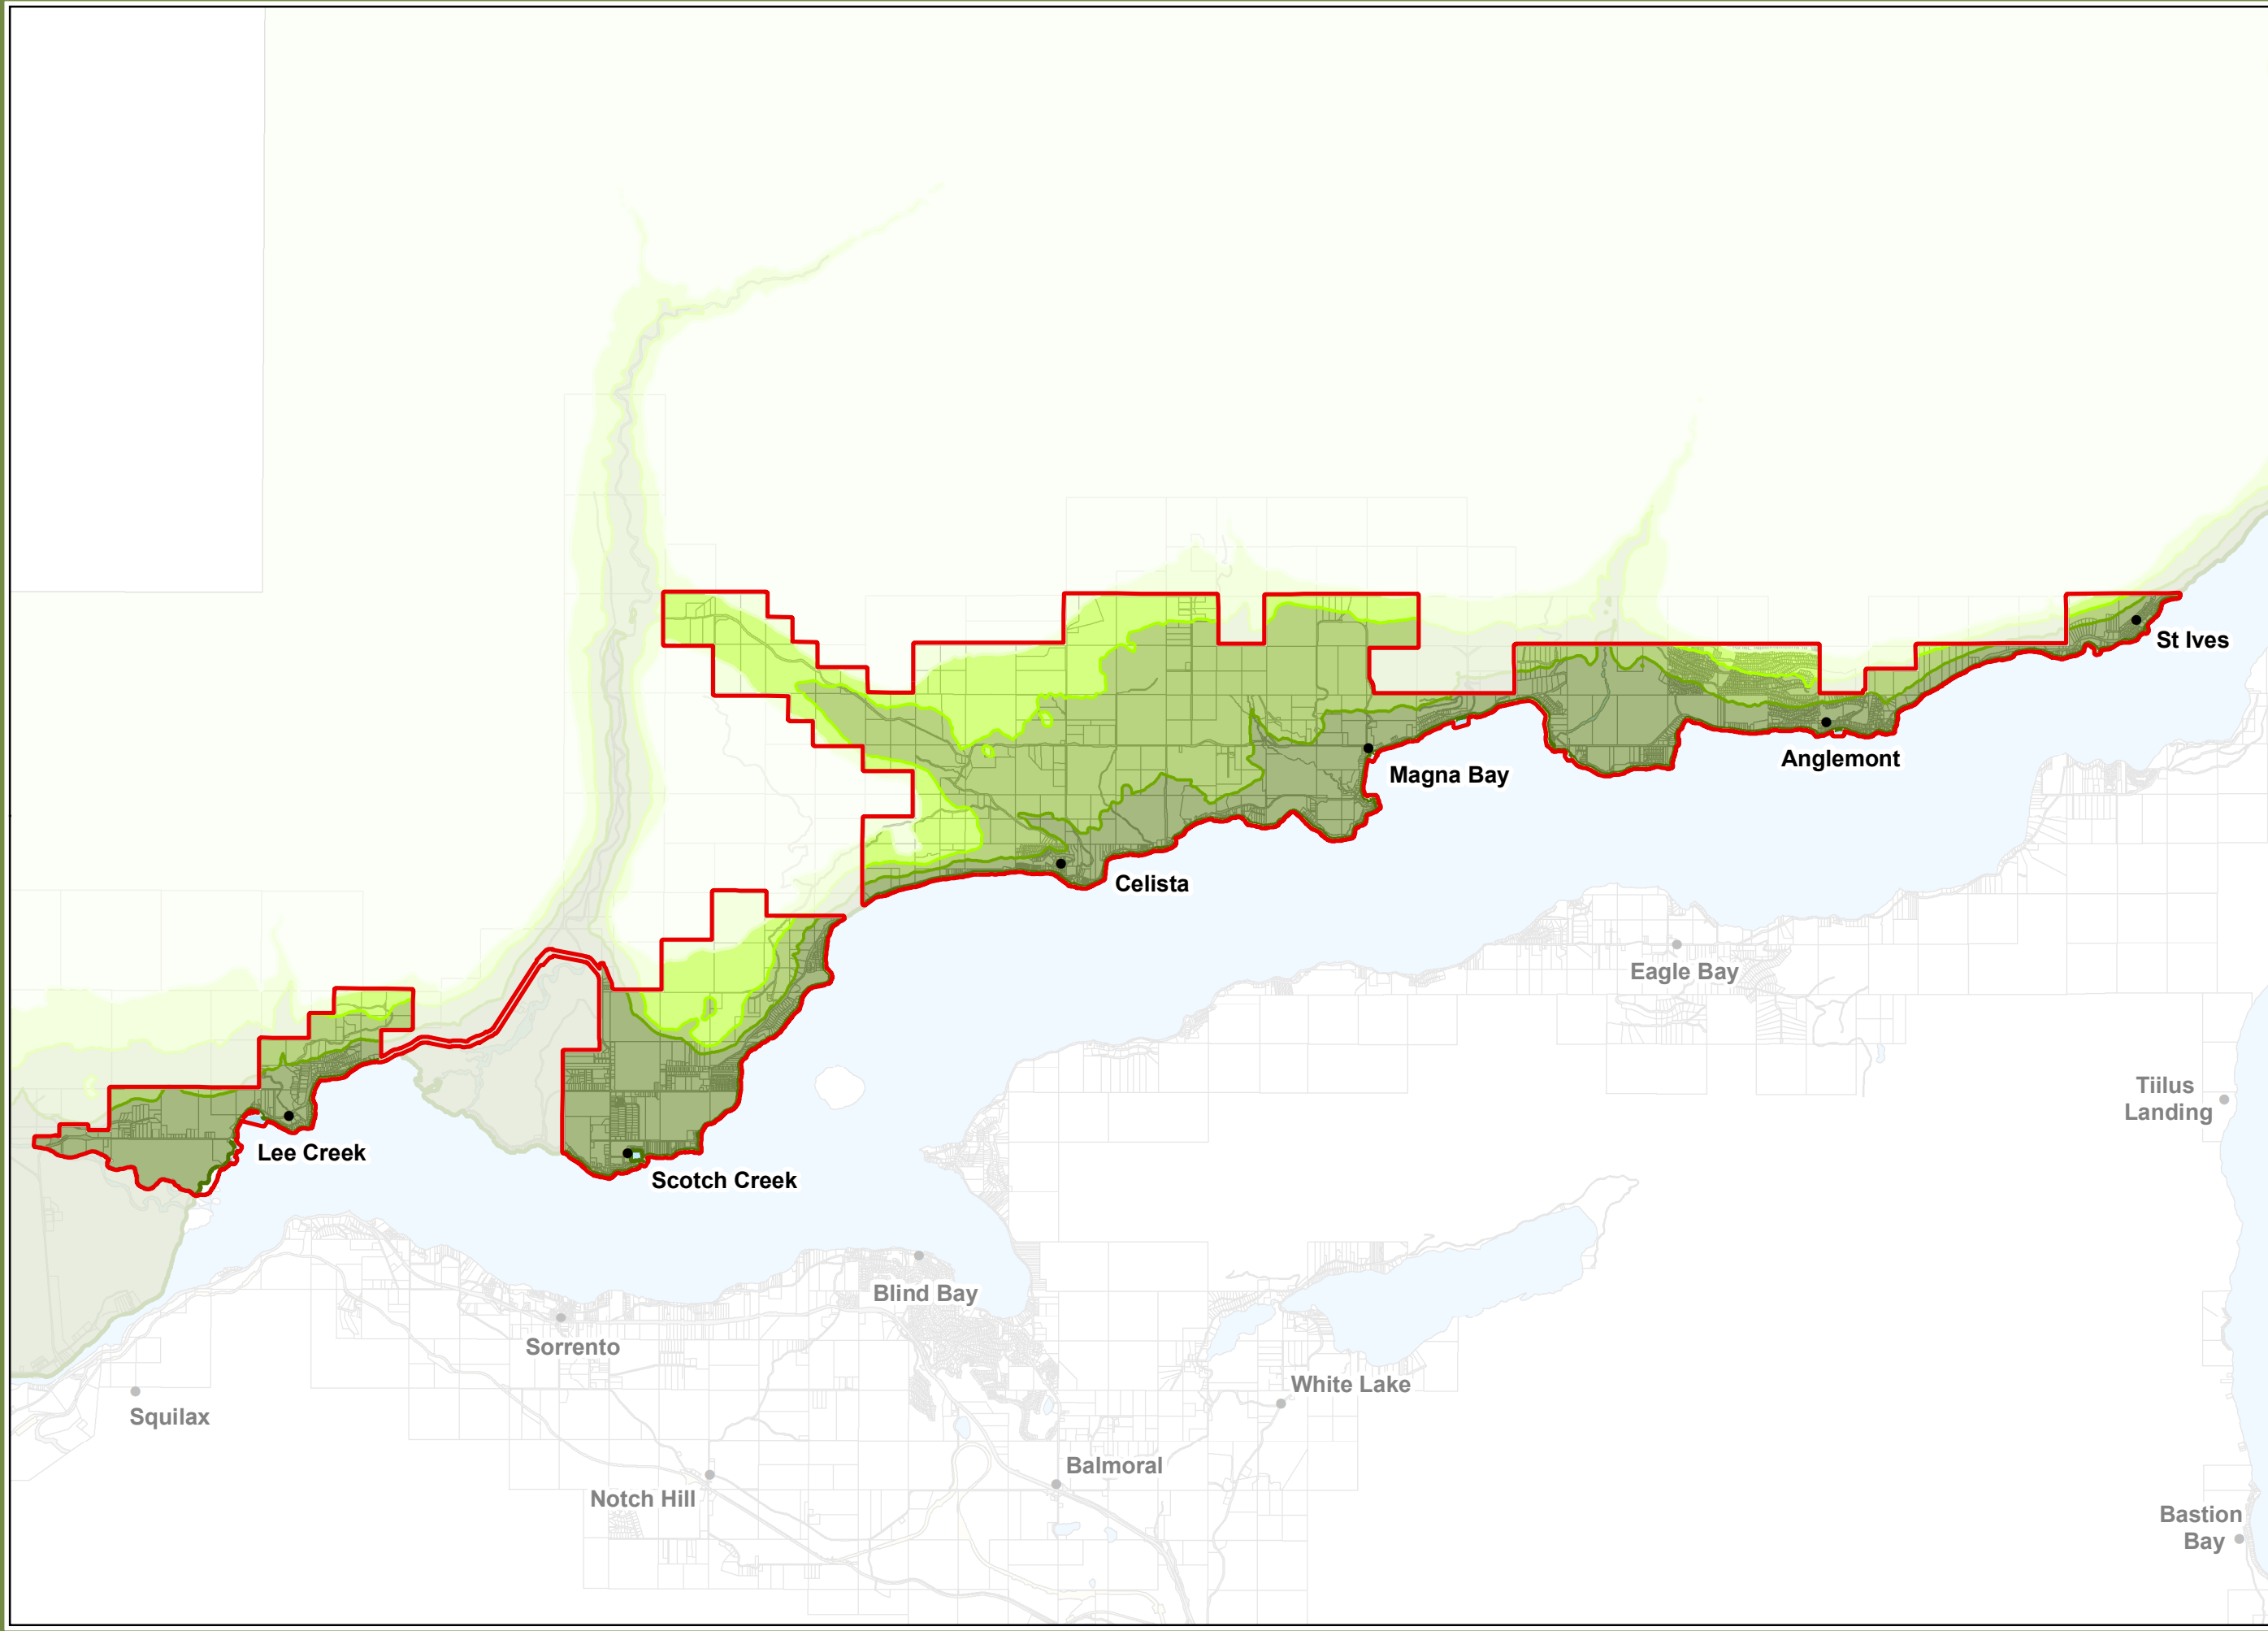 St Ives
Anglemont
Magna Bay
Celista
Eagle Bay
Tiilus
Landing
Lee Creek
Scotch Creek
Blind Bay
Sorrento
White Lake
Squilax
Balmoral
Notch Hill
Bastion
Bay